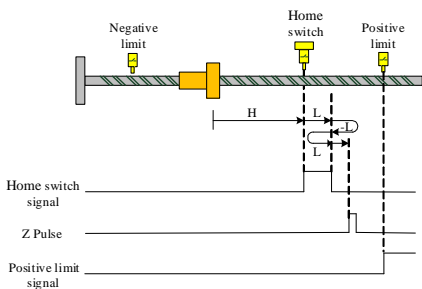 Negative
limit
Home
switch
Positive
limit
H
L
-L
L
Home switch
signal
Z Pulse
Positive limit
signal